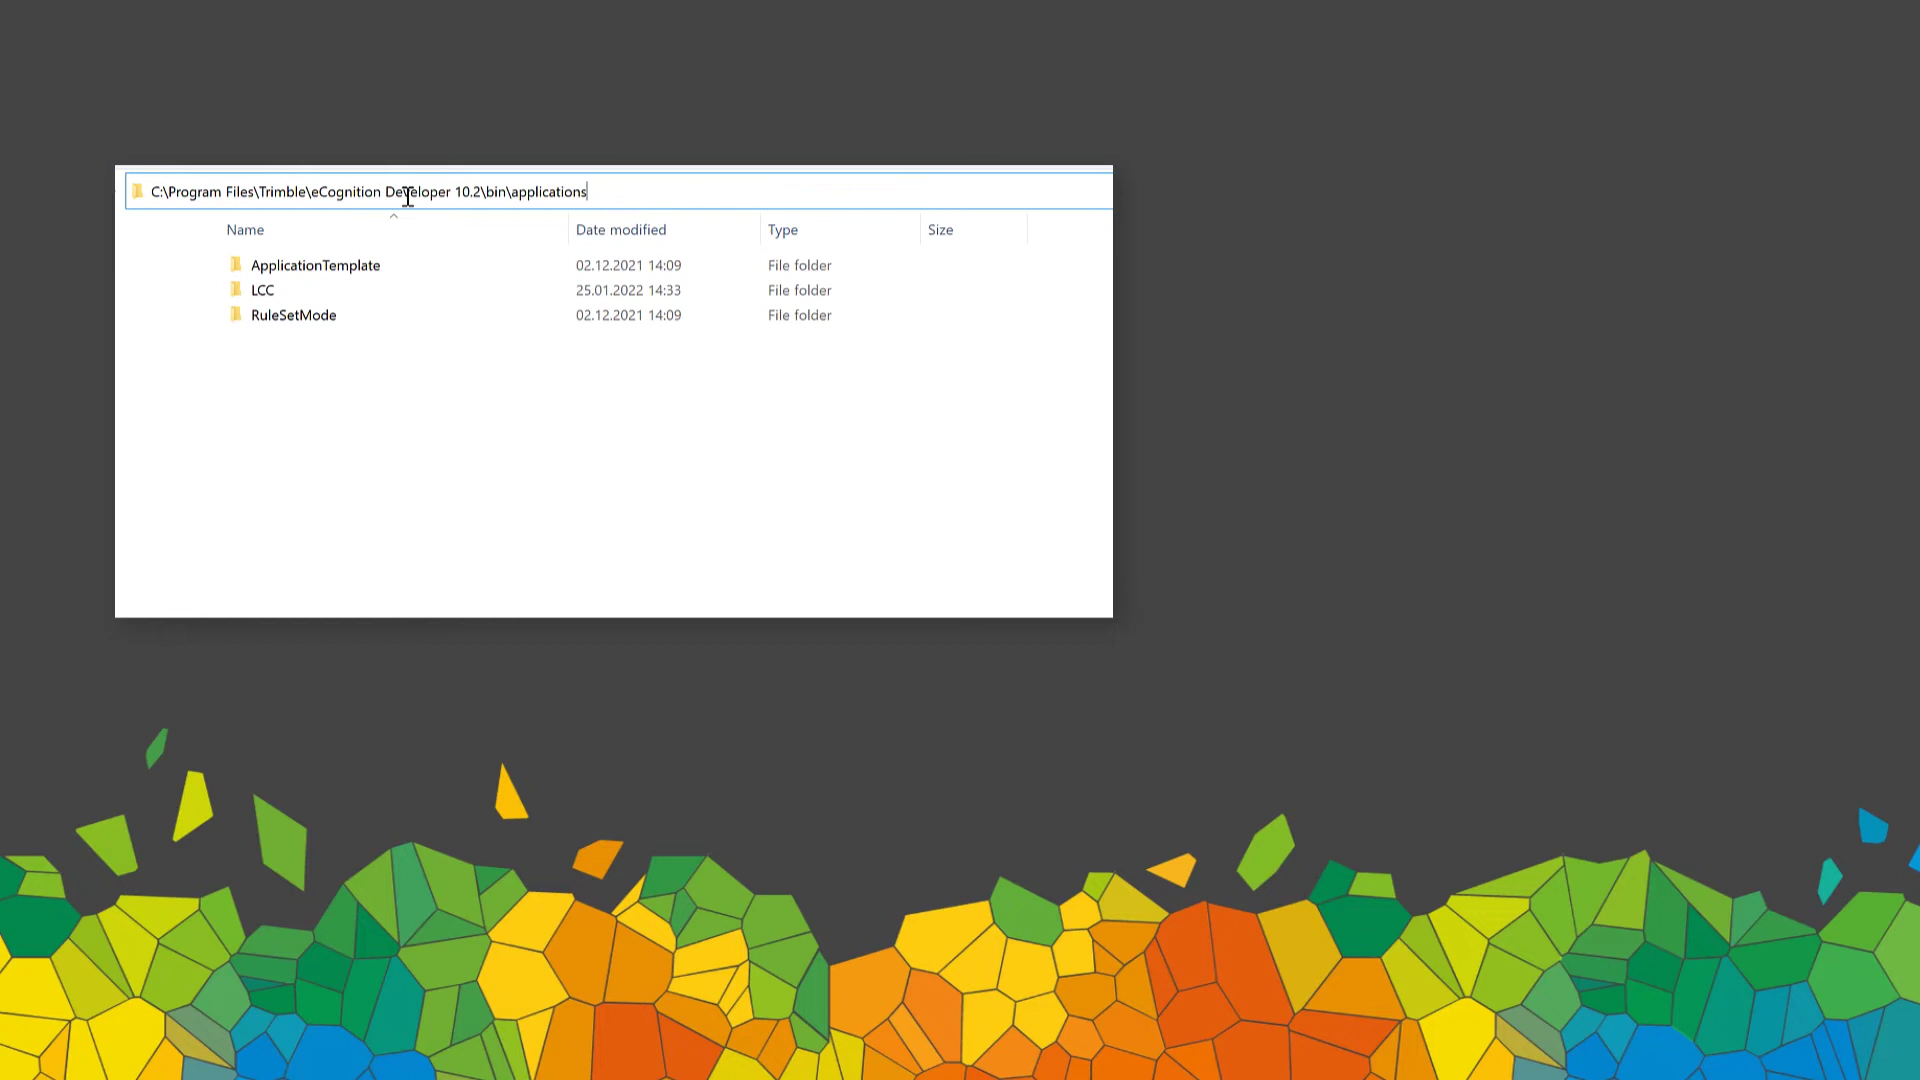 C:\Program Files\Trimble\eCognition Developer 10.2\bin\applications
Name Date modified Type Size
ApplicationTemplate 02.12.2021 14:09 File folder
LCC 25.01.2022 14:33 File folder
RuleSetMode 02.12.2021 14:09 File folder